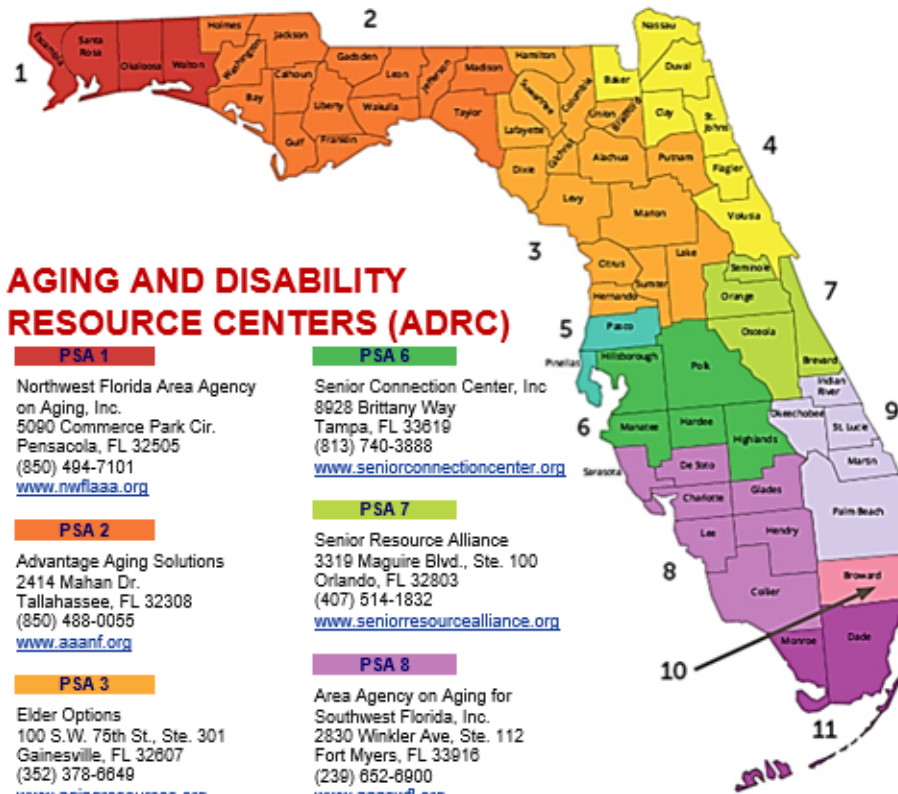 2
1
Escambia
Santa
Rosa
Okaloosa
Walton
Holmes
Washington
Jackson
Bay
Calhoun
Gulf
Gadsden
Liberty
Franklin
Leon
Wakulla
Jefferson
Madison
Taylor
Hamilton
Suwannee
Columbia
Lafayette
Dixie
Gilchrist
Union
Bradford
Alachua
Putnam
Levy
Marion
Citrus
Sumter
Lake
Hernando
3
Nassau
Baker
Duval
Clay
St.
Johns
Flagler
Volusia
4
Seminole
Orange
Osceola
Brevard
7
5
Pasco
Pinellas
Hillsborough
Polk
Manatee
Hardee
Highlands
6
Indian
River
Okeechobee
St. Lucie
Martin
Palm Beach
9
Sarasota
De Soto
Charlotte
Glades
Lee
Hendry
Collier
8
Broward
10
Monroe
Dade
11
AGING AND DISABILITY
RESOURCE CENTERS (ADRC)
PSA 1
Northwest Florida Area Agency
on Aging, Inc.
5090 Commerce Park Cir.
Pensacola, FL 32505
(850) 494-7101
www.nwflaaa.org
PSA 2
Advantage Aging Solutions
2414 Mahan Dr.
Tallahassee, FL 32308
(850) 488-0055
www.aaanf.org
PSA 3
Elder Options
100 S.W. 75th St., Ste. 301
Gainesville, FL 32607
(352) 378-6649
PSA 6
Senior Connection Center, Inc
8928 Brittany Way
Tampa, FL 33619
(813) 740-3888
www.seniorconnectioncenter.org
PSA 7
Senior Resource Alliance
3319 Maguire Blvd., Ste. 100
Orlando, FL 32803
(407) 514-1832
www.seniorresourcealliance.org
PSA 8
Area Agency on Aging for
Southwest Florida, Inc.
2830 Winkler Ave, Ste. 112
Fort Myers, FL 33916
(239) 652-6900